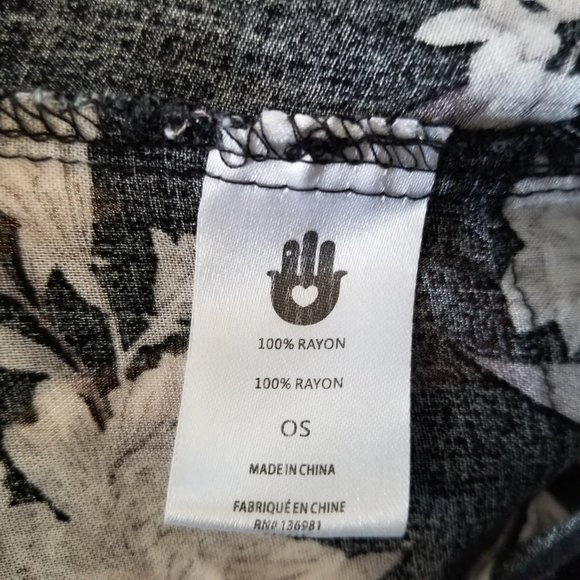 100% RAYON
100% RAYON
OS
MADE IN CHINA
FABRIQUÉ EN CHINE
RN# 136981